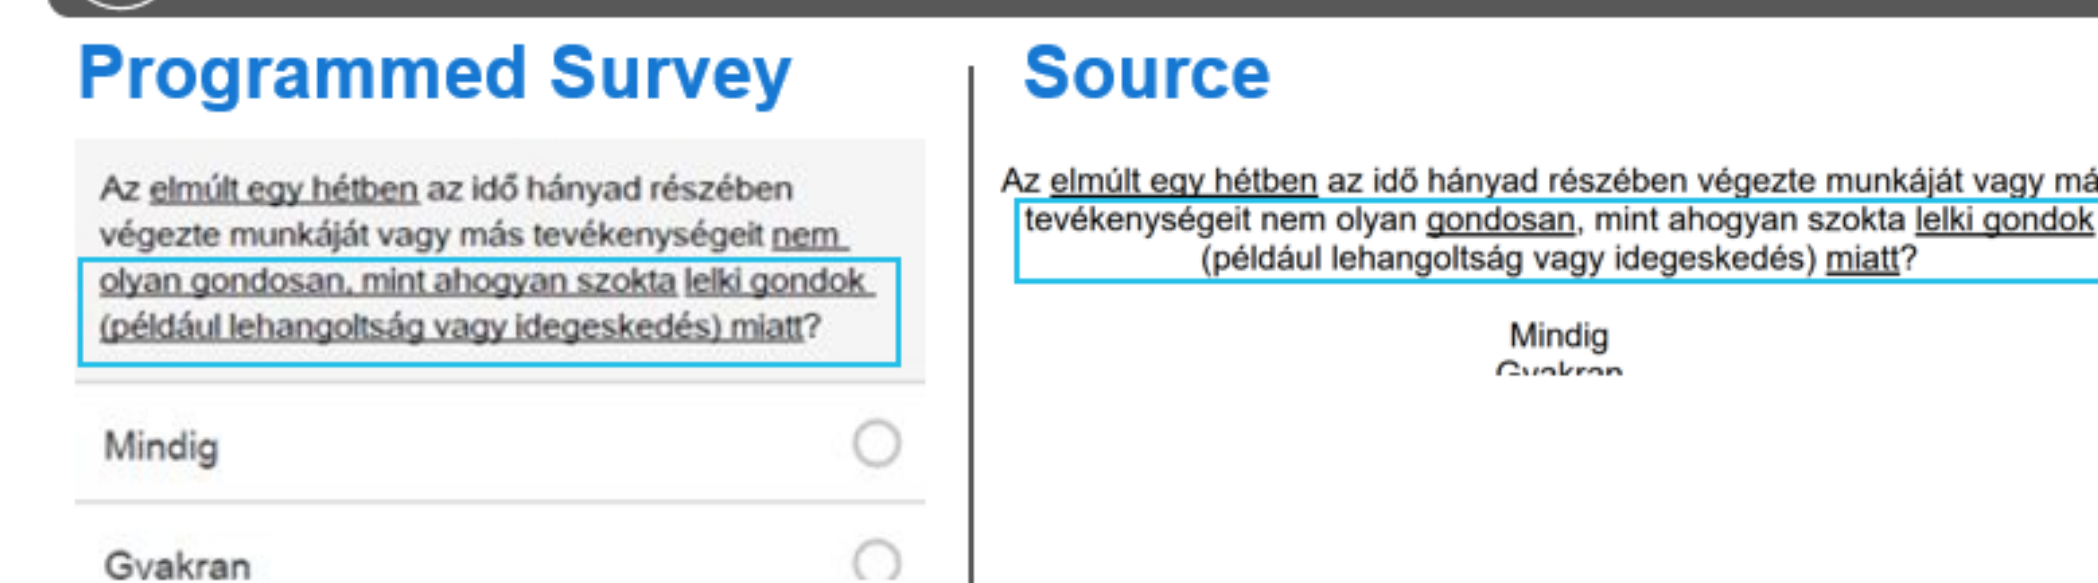 Programmed Survey
Az elmúlt egy hétben az idő hányad részében
végezte munkáját vagy más tevékenységeit nem
olyan gondosan, mint ahogyan szokta lelki gondok
(például lehangoltság vagy idegeskedés) miatt?
Mindig
Gyakran
Source
Az elmúlt egy hétben az idő hányad részében végezte munkáját vagy má
tevékenységeit nem olyan gondosan, mint ahogyan szokta lelki gondok
(például lehangoltság vagy idegeskedés) miatt?
Mindig
Gyakran